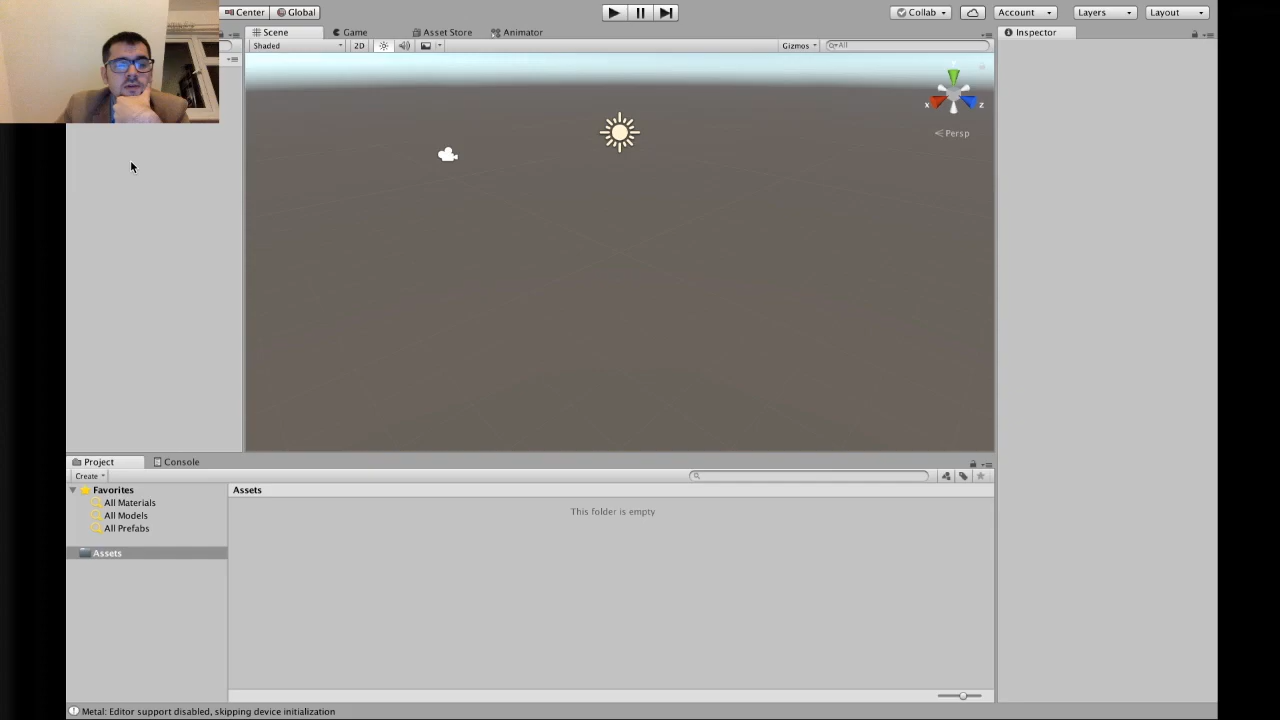 Center Global Collab Account Layers Layout
Scene Game Asset Store Animator Inspector
Shaded 2D Gizmos All
x z
Persp
Project Console
Create
Favorites Assets
All Materials This folder is empty
All Models
All Prefabs
Assets
Metal: Editor support disabled, skipping device initialization